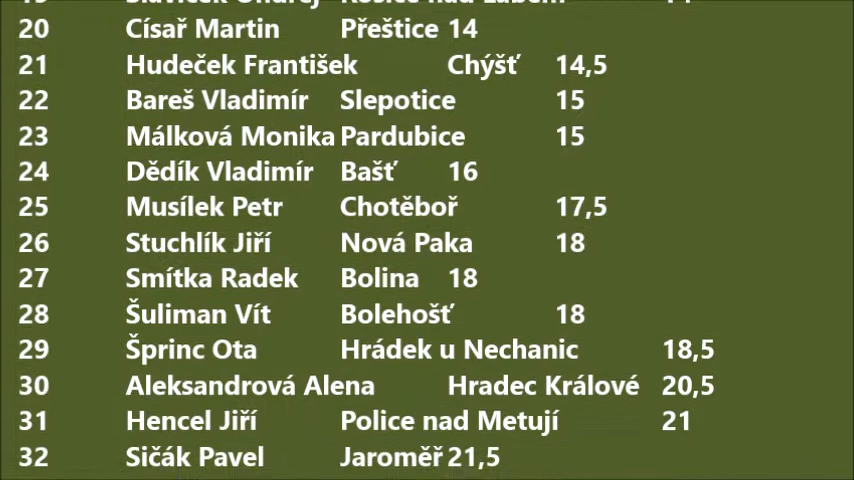 20 Císař Martin Přeštice 14
21 Hudeček František Chýšť 14,5
22 Bareš Vladimír Slepotice 15
23 Málková Monika Pardubice 15
24 Dědík Vladimír Bašť 16
25 Musílek Petr Chotěboř 17,5
26 Stuchlík Jiří Nová Paka 18
27 Smítka Radek Bolina 18
28 Šuliman Vít Bolehošť 18
29 Šprinc Ota Hrádek u Nechanic 18,5
30 Aleksandrová Alena Hradec Králové 20,5
31 Hencel Jiří Police nad Metují 21
32 Sičák Pavel Jaroměř 21,5